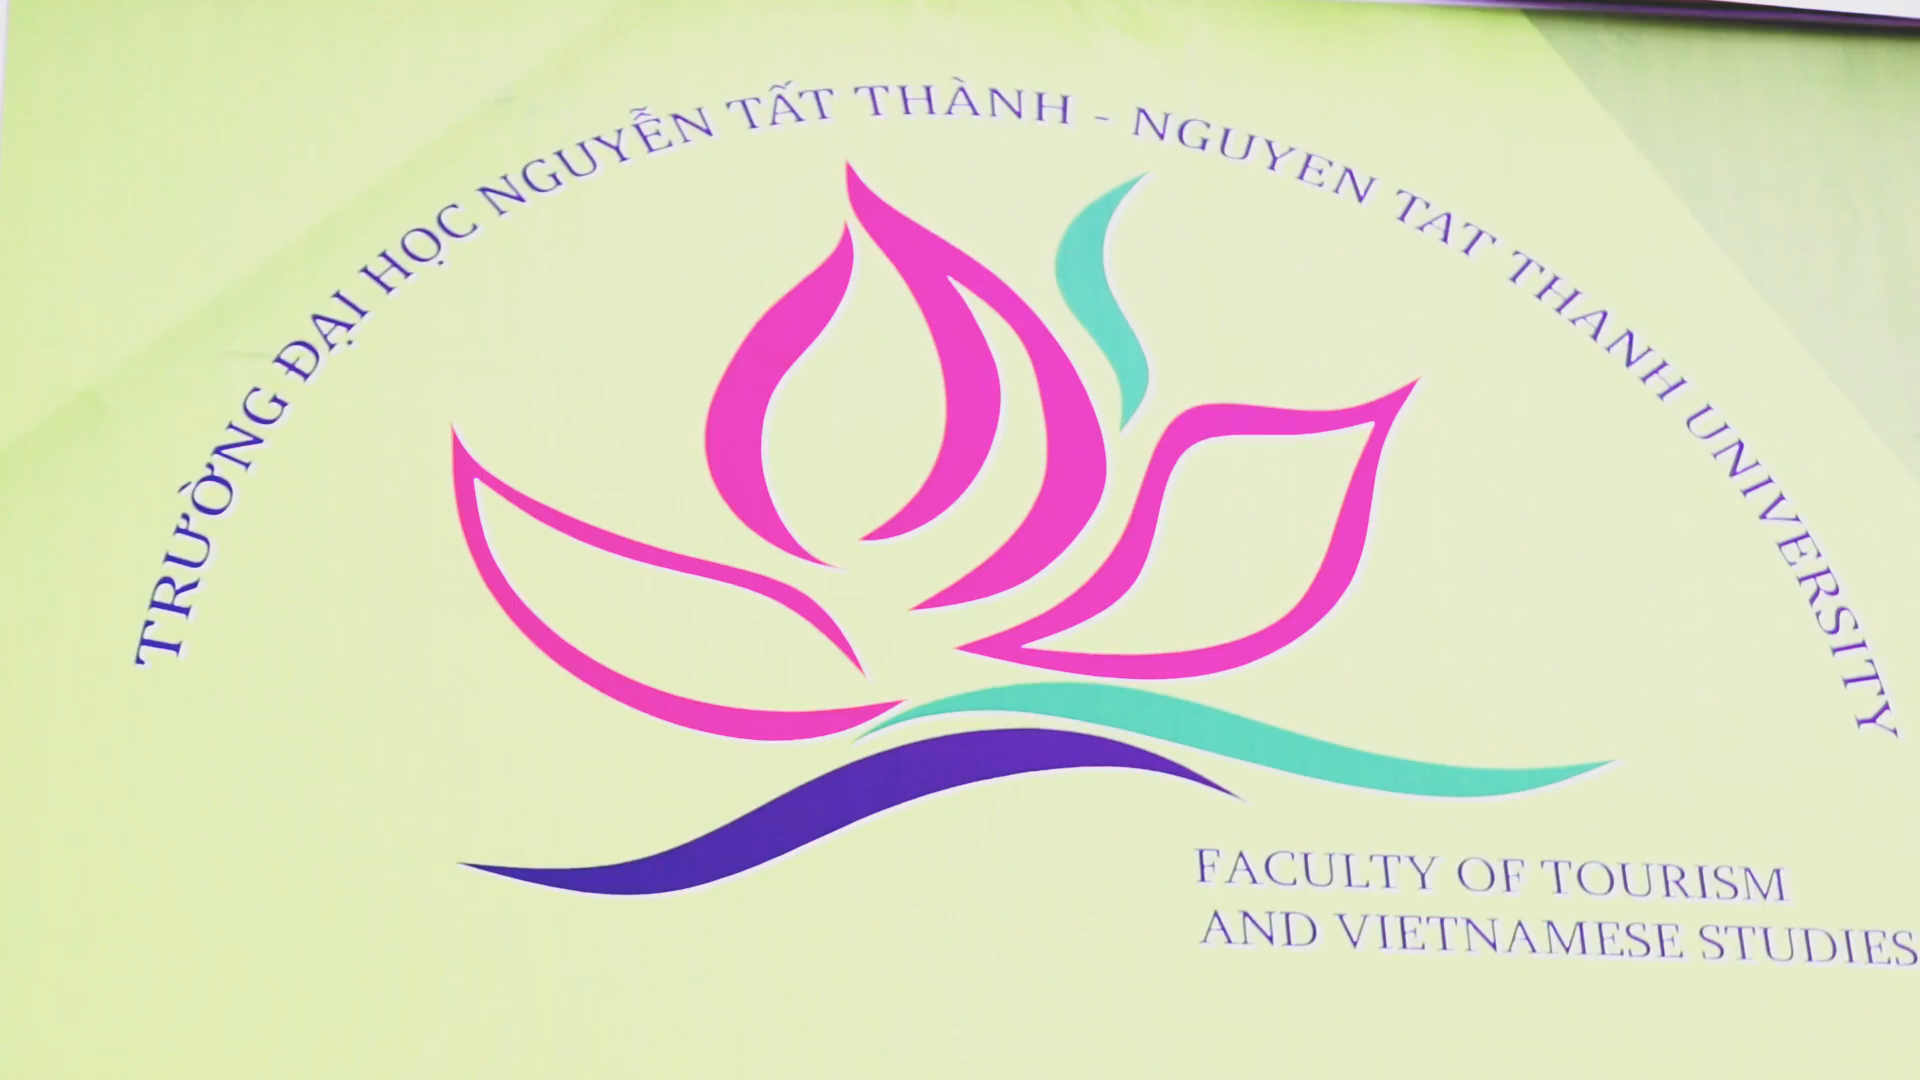 TRƯỜNG ĐẠI HỌC NGUYỄN TẤT THÀNH - NGUYEN TAT THANH UNIVERSITY
FACULTY OF TOURISM
AND VIETNAMESE STUDIES